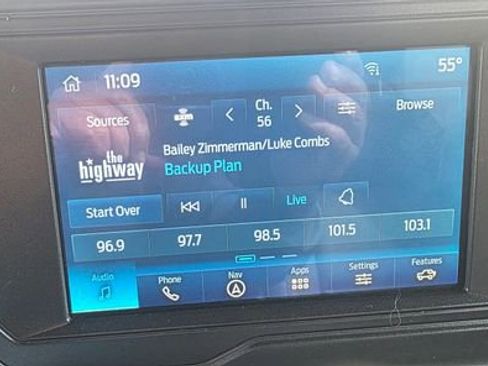 11:09
55°
Sources
sxm
Ch.
56
Browse
the
highway
Bailey Zimmerman/Luke Combs
Backup Plan
Start Over
Live
96.9
97.7
98.5
101.5
103.1
Audio
Phone
Nav
Apps
Settings
Features